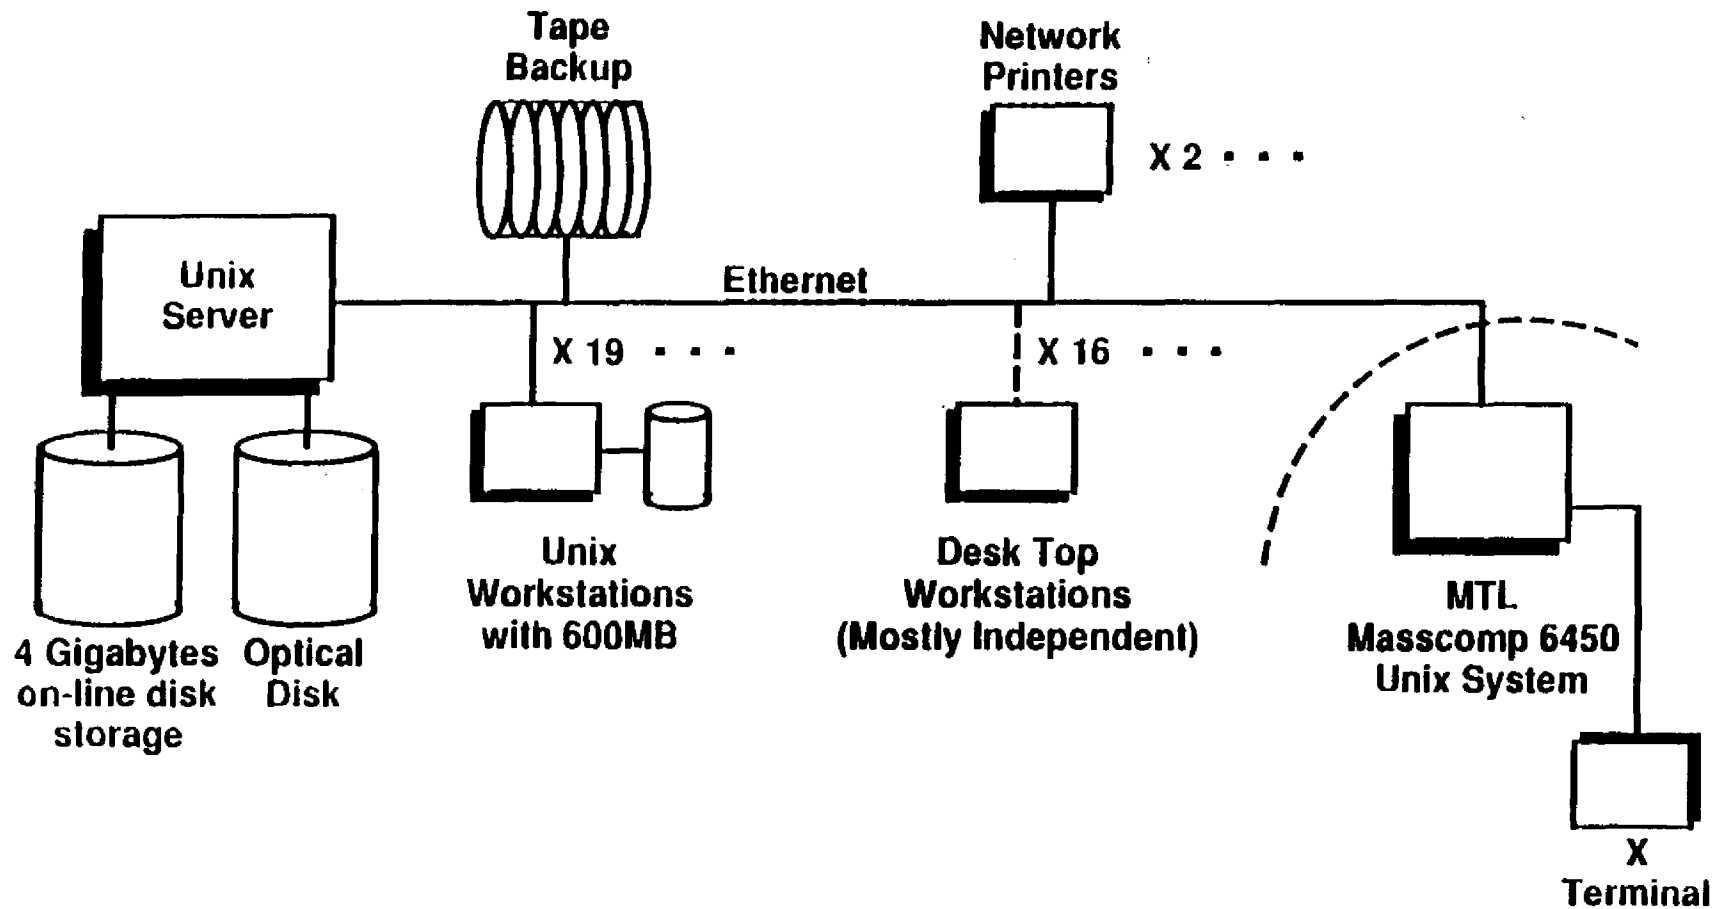 Tape
Backup
Network
Printers
X 2 . . .
Unix
Server
Ethernet
X 19 . . .
X 16 . . .
4 Gigabytes
on-line disk
storage
Optical
Disk
Unix
Workstations
with 600MB
Desk Top
Workstations
(Mostly Independent)
MTL
Masscomp 6450
Unix System
X
Terminal